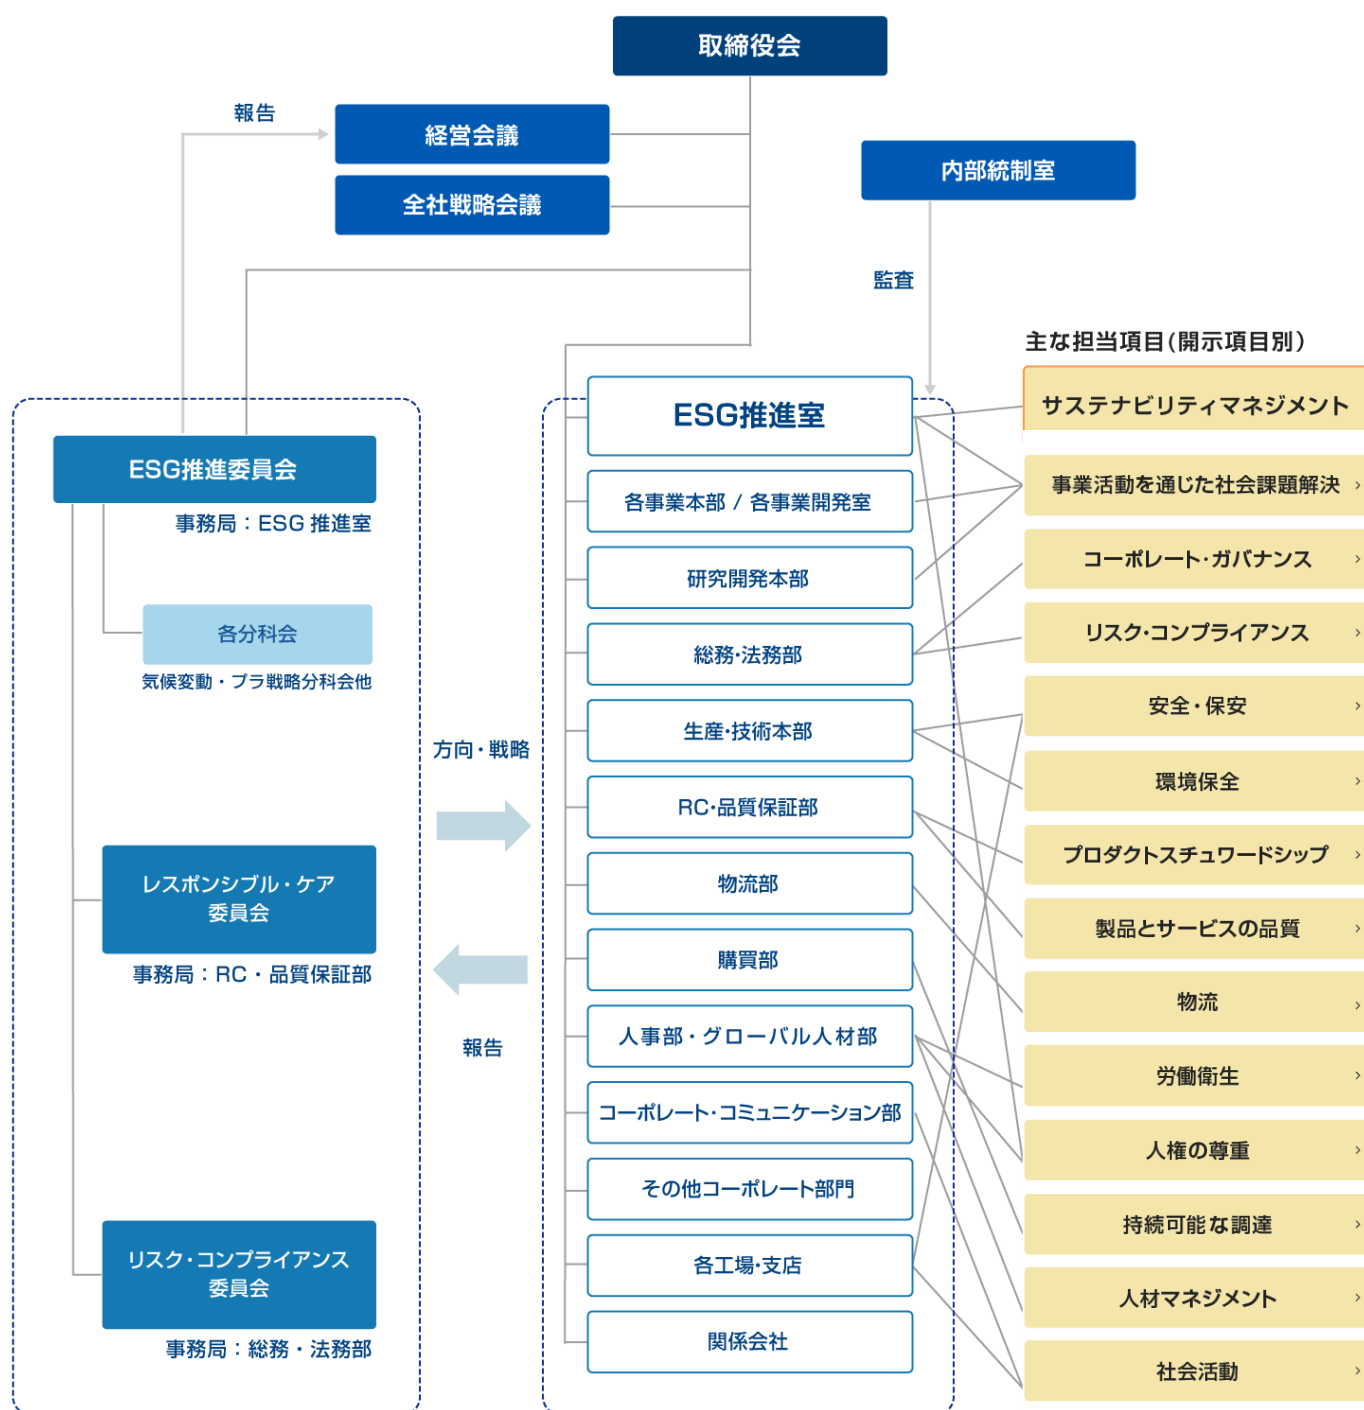 取締役会
報告
経営会議
全社戦略会議
内部統制室
監査
主な担当項目(開示項目別)
ESG推進委員会
事務局：ESG 推進室
各分科会
気候変動・プラ戦略分科会他
レスポンシブル・ケア
委員会
事務局：RC・品質保証部
リスク・コンプライアンス
委員会
事務局：総務・法務部
方向・戦略
報告
ESG推進室
各事業本部 / 各事業開発室
研究開発本部
総務・法務部
生産・技術本部
RC・品質保証部
物流部
購買部
人事部・グローバル人材部
コーポレート・コミュニケーション部
その他コーポレート部門
各工場・支店
関係会社
サステナビリティマネジメント
事業活動を通じた社会課題解決
コーポレート・ガバナンス
リスク・コンプライアンス
安全・保安
環境保全
プロダクトスチュワードシップ
製品とサービスの品質
物流
労働衛生
人権の尊重
持続可能な調達
人材マネジメント
社会活動